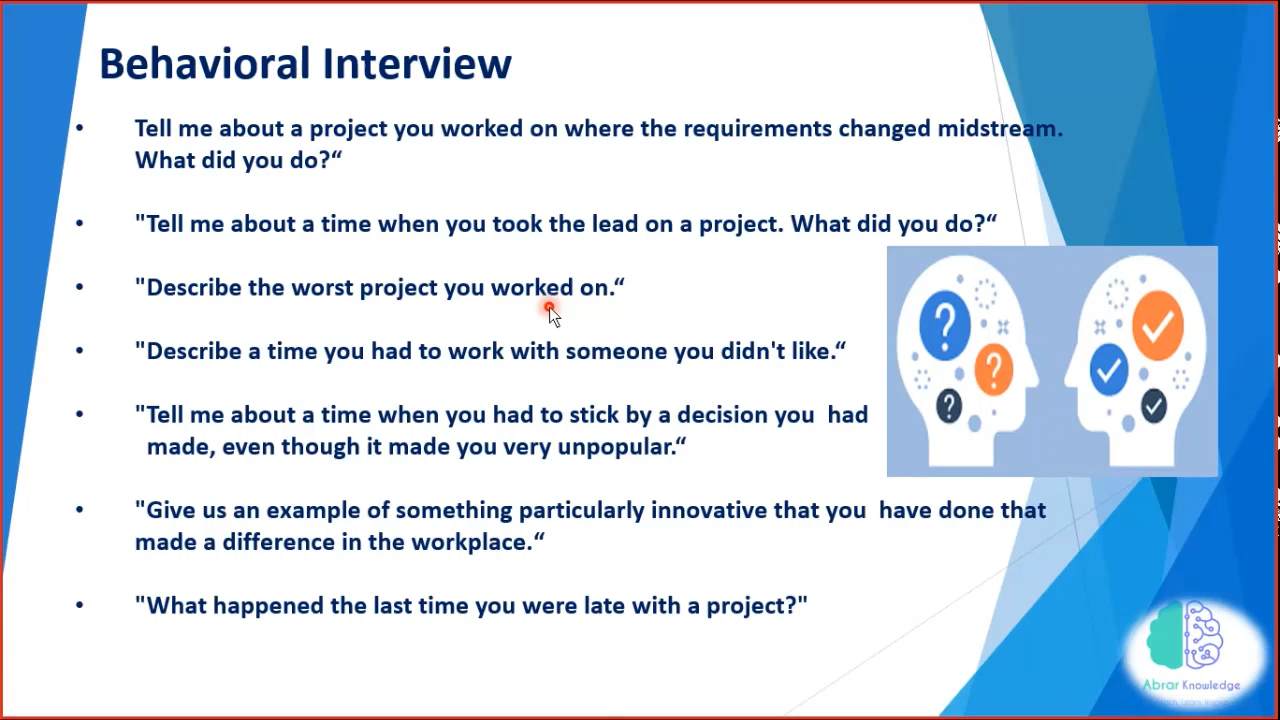 Behavioral Interview
• Tell me about a project you worked on where the requirements changed midstream.
What did you do?“
• "Tell me about a time when you took the lead on a project. What did you do?“
• "Describe the worst project you worked on.“
• "Describe a time you had to work with someone you didn't like.“
• "Tell me about a time when you had to stick by a decision you had
made, even though it made you very unpopular.“
• "Give us an example of something particularly innovative that you have done that
made a difference in the workplace.“
• "What happened the last time you were late with a project?"
? ? ?
Abrar Knowledge